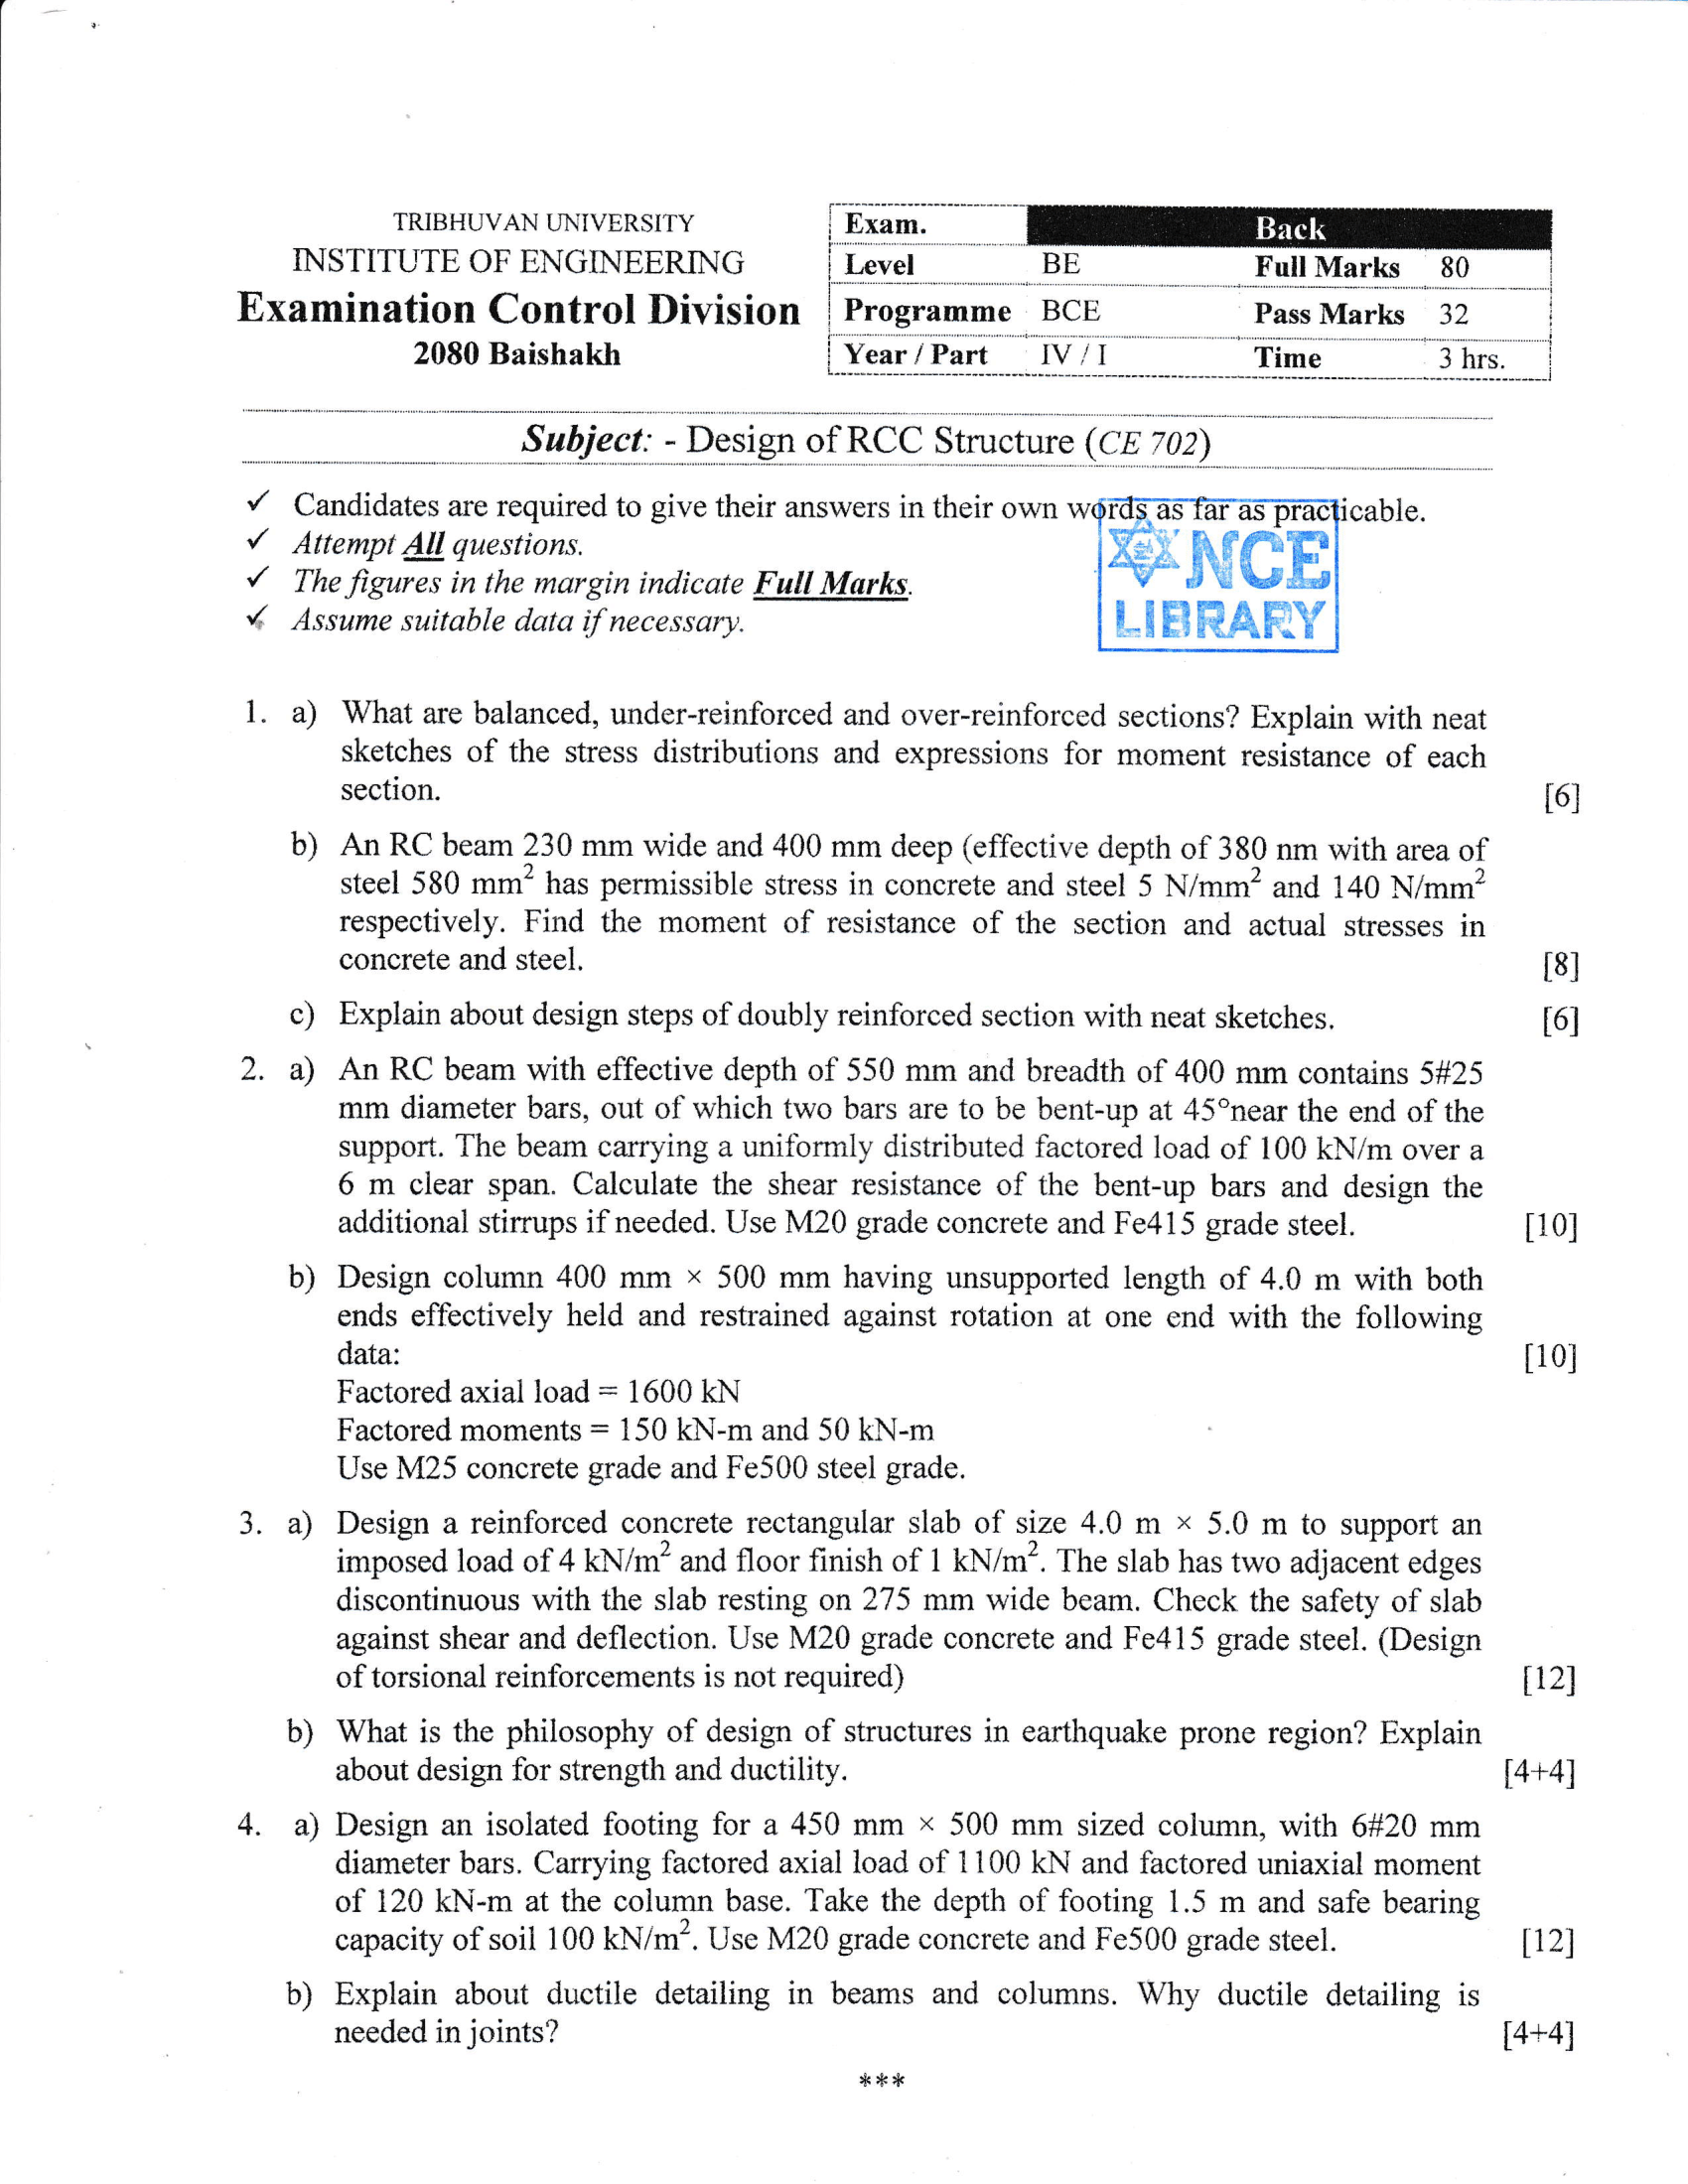 TRIBHUVAN UNIVERSITY
INSTITUTE OF ENGINEERING
Examination Control Division
2080 Baishakh
Exam. Back
Level BE Full Marks 80
Programme BCE Pass Marks 32
Year / Part IV / I Time 3 hrs.
Subject: - Design of RCC Structure (CE 702)
✓ Candidates are required to give their answers in their own words as far as practicable.
✓ Attempt All questions.
✓ The figures in the margin indicate Full Marks.
✓ Assume suitable data if necessary.
NCE
LIBRARY
1. a) What are balanced, under-reinforced and over-reinforced sections? Explain with neat
sketches of the stress distributions and expressions for moment resistance of each
section. [6]
b) An RC beam 230 mm wide and 400 mm deep (effective depth of 380 nm with area of
steel 580 mm² has permissible stress in concrete and steel 5 N/mm² and 140 N/mm²
respectively. Find the moment of resistance of the section and actual stresses in
concrete and steel. [8]
c) Explain about design steps of doubly reinforced section with neat sketches. [6]
2. a) An RC beam with effective depth of 550 mm and breadth of 400 mm contains 5#25
mm diameter bars, out of which two bars are to be bent-up at 45°near the end of the
support. The beam carrying a uniformly distributed factored load of 100 kN/m over a
6 m clear span. Calculate the shear resistance of the bent-up bars and design the
additional stirrups if needed. Use M20 grade concrete and Fe415 grade steel. [10]
b) Design column 400 mm × 500 mm having unsupported length of 4.0 m with both
ends effectively held and restrained against rotation at one end with the following
data: [10]
Factored axial load = 1600 kN
Factored moments = 150 kN-m and 50 kN-m
Use M25 concrete grade and Fe500 steel grade.
3. a) Design a reinforced concrete rectangular slab of size 4.0 m × 5.0 m to support an
imposed load of 4 kN/m² and floor finish of 1 kN/m². The slab has two adjacent edges
discontinuous with the slab resting on 275 mm wide beam. Check the safety of slab
against shear and deflection. Use M20 grade concrete and Fe415 grade steel. (Design
of torsional reinforcements is not required) [12]
b) What is the philosophy of design of structures in earthquake prone region? Explain
about design for strength and ductility. [4+4]
4. a) Design an isolated footing for a 450 mm × 500 mm sized column, with 6#20 mm
diameter bars. Carrying factored axial load of 1100 kN and factored uniaxial moment
of 120 kN-m at the column base. Take the depth of footing 1.5 m and safe bearing
capacity of soil 100 kN/m². Use M20 grade concrete and Fe500 grade steel. [12]
b) Explain about ductile detailing in beams and columns. Why ductile detailing is
needed in joints? [4+4]
***